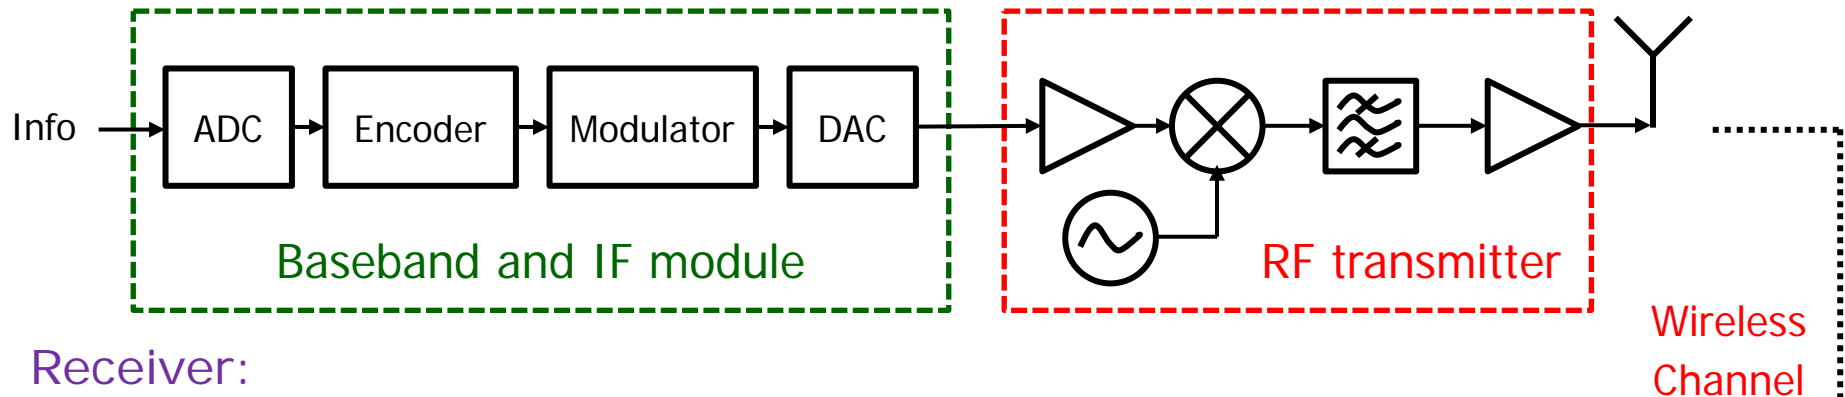 Info
ADC
Encoder
Modulator
DAC
Baseband and IF module
RF transmitter
Wireless
Channel
Receiver: